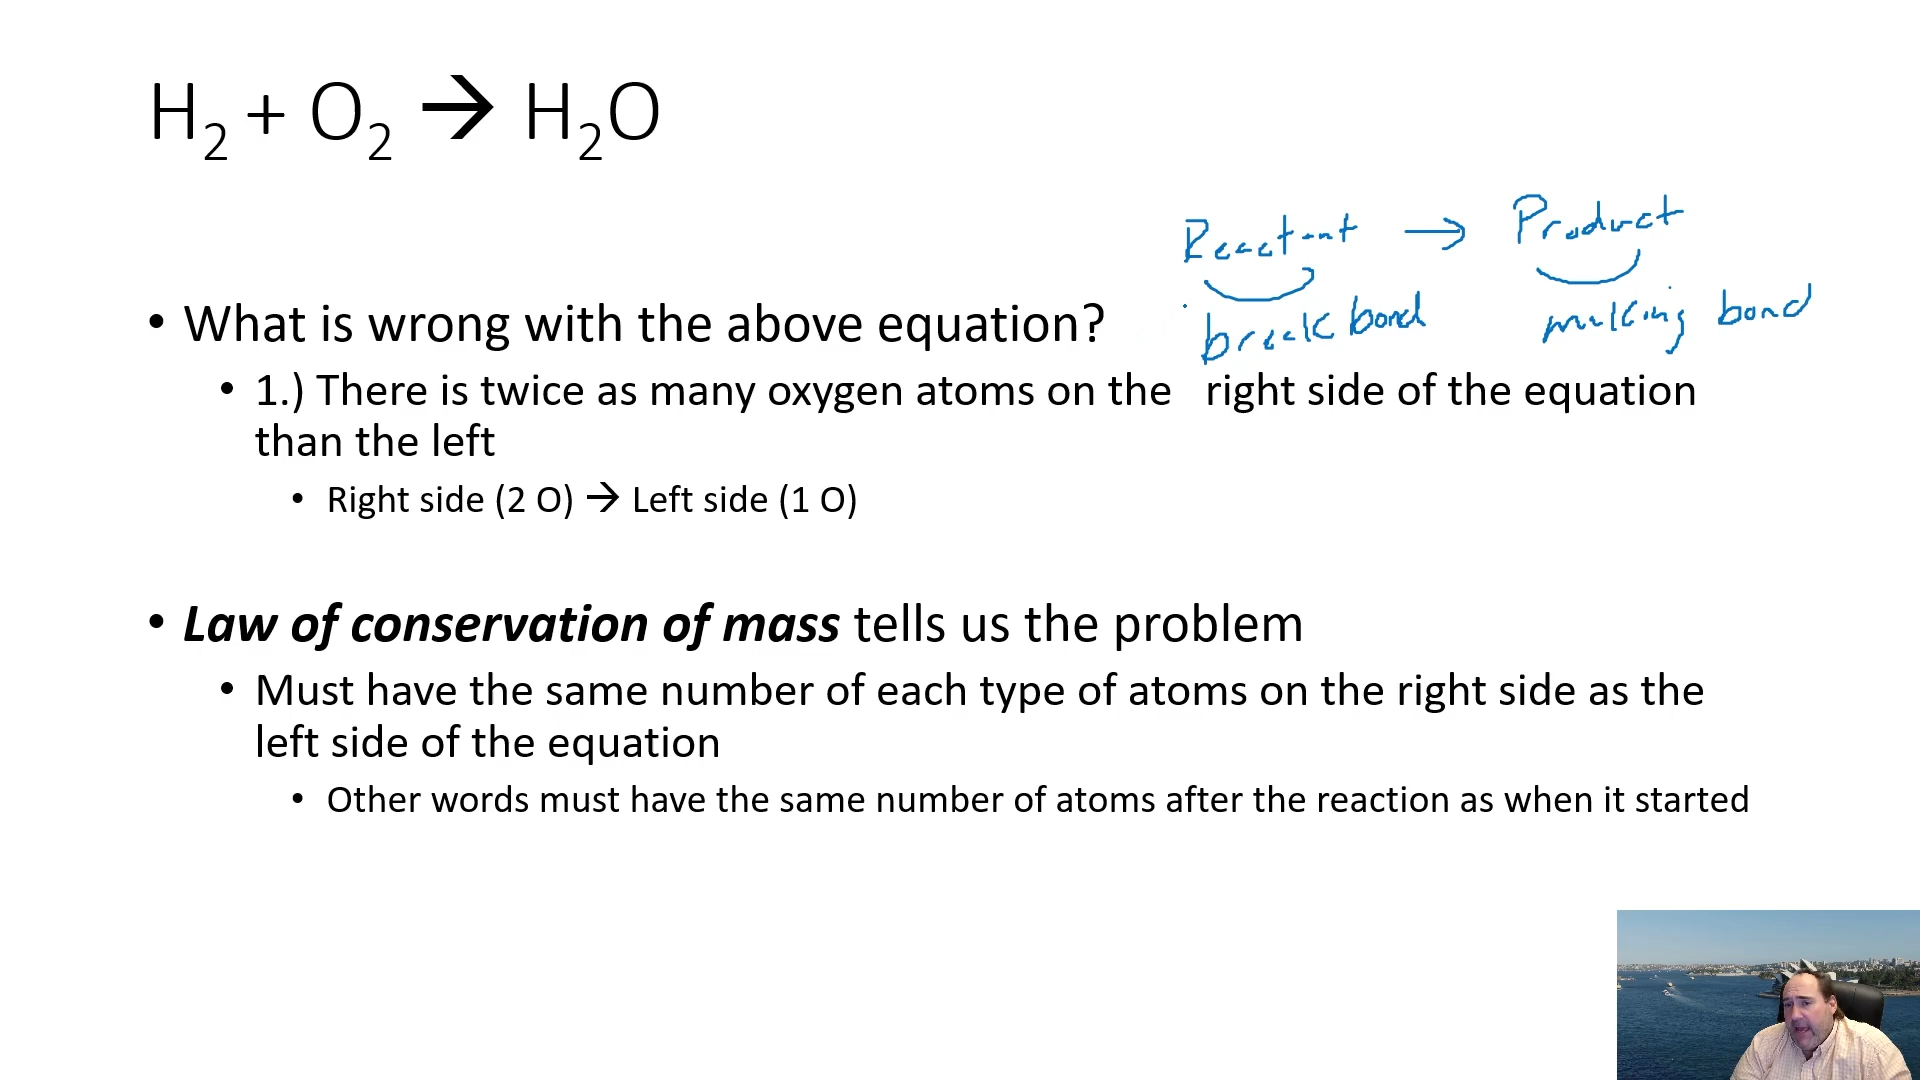 H₂ + O₂ → H₂O
Reactant → Product
break bond making bond
• What is wrong with the above equation?
• 1.) There is twice as many oxygen atoms on the right side of the equation
than the left
• Right side (2 O) → Left side (1 O)
• Law of conservation of mass tells us the problem
• Must have the same number of each type of atoms on the right side as the
left side of the equation
• Other words must have the same number of atoms after the reaction as when it started